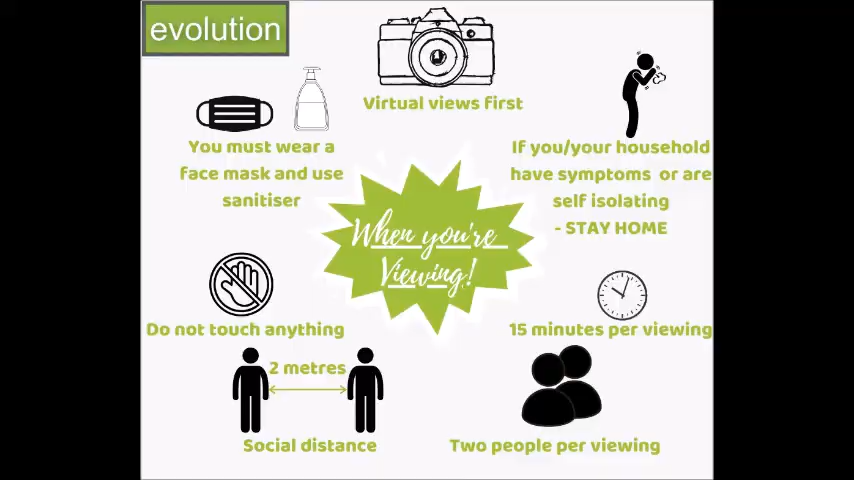 evolution
Virtual views first
You must wear a
face mask and use
sanitiser
If you/your household
have symptoms or are
self isolating
- STAY HOME
When you're
Viewing!
Do not touch anything
15 minutes per viewing
2 metres
Social distance
Two people per viewing